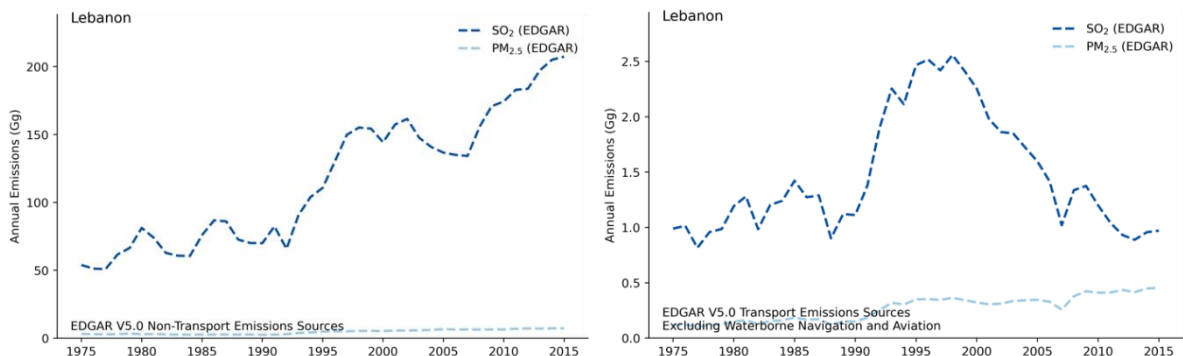 Lebanon
SO₂ (EDGAR)
PM₂.₅ (EDGAR)
Annual Emissions (Gg)
200
150
100
50
0
EDGAR V5.0 Non-Transport Emissions Sources
1975 1980 1985 1990 1995 2000 2005 2010 2015
Lebanon
SO₂ (EDGAR)
PM₂.₅ (EDGAR)
Annual Emissions (Gg)
2.5
2.0
1.5
1.0
0.5
0.0
EDGAR V5.0 Transport Emissions Sources
Excluding Waterborne Navigation and Aviation
1975 1980 1985 1990 1995 2000 2005 2010 2015